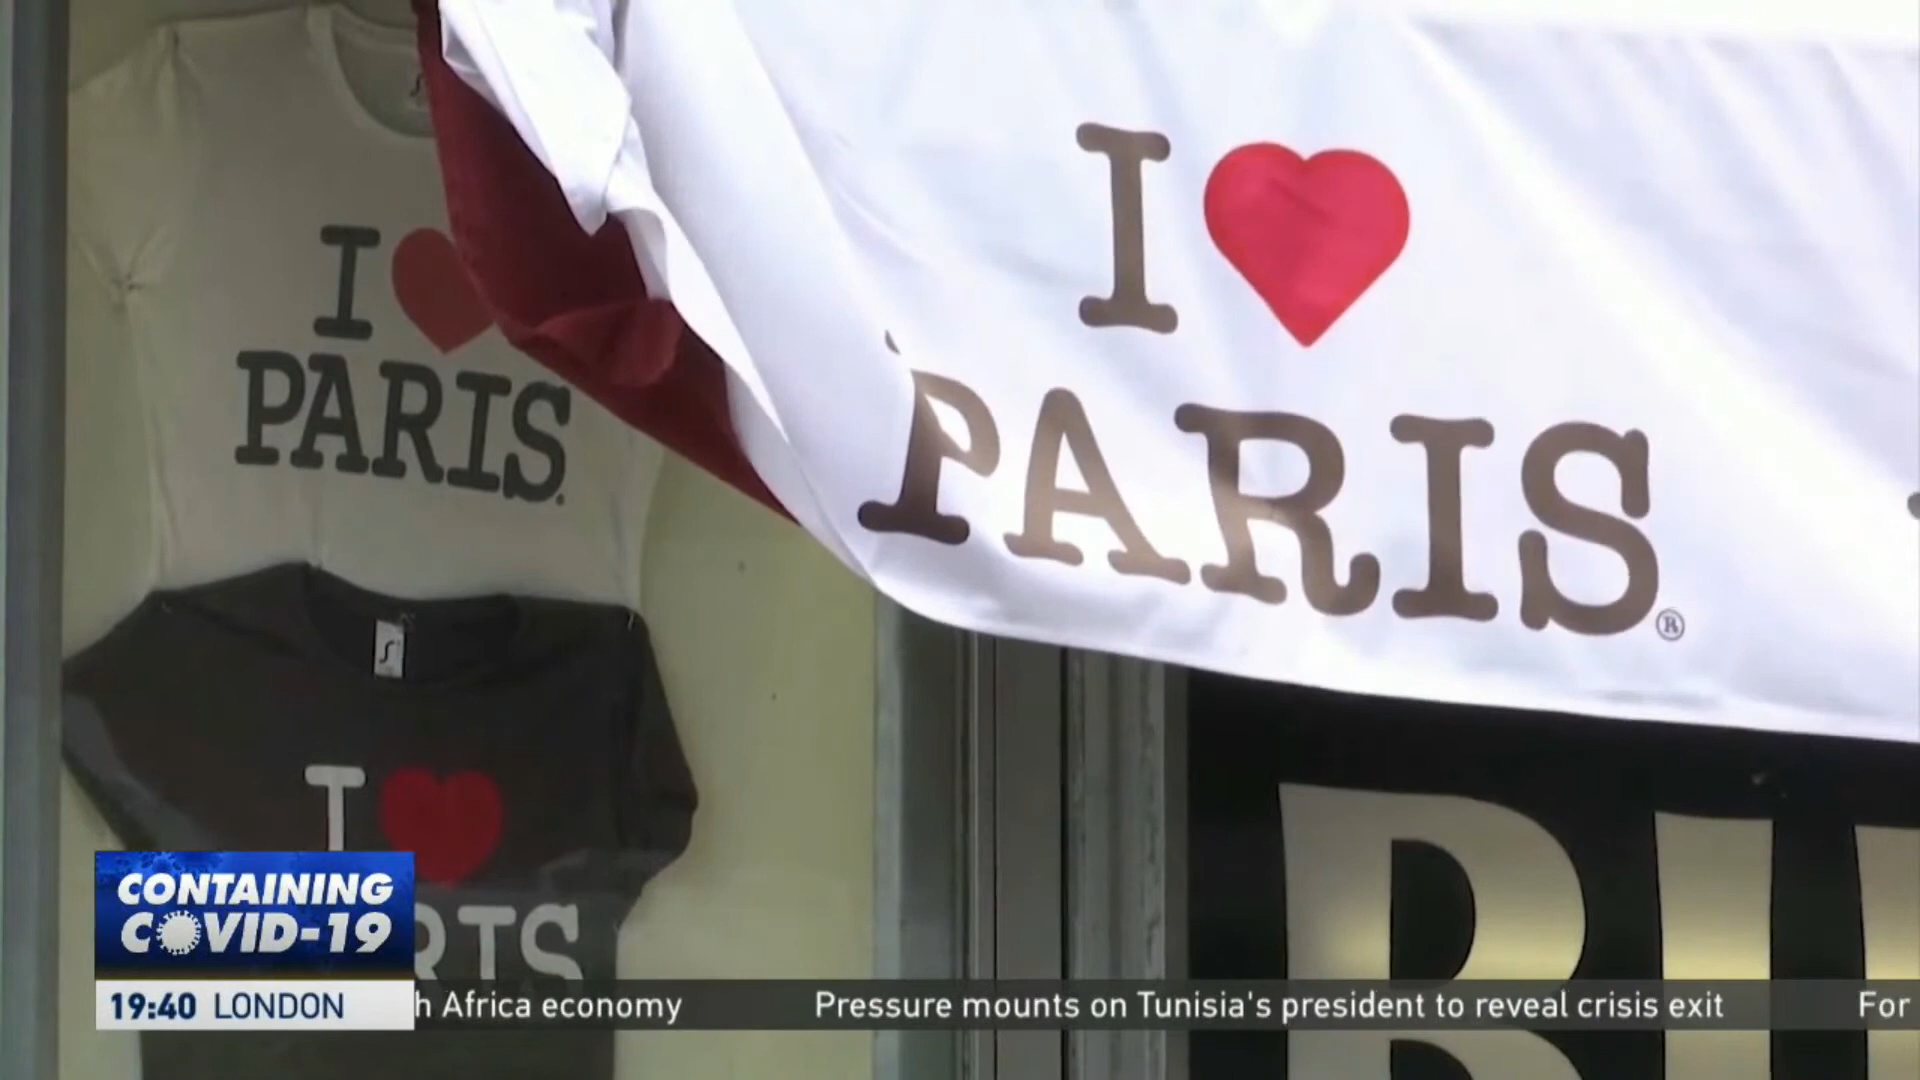 I ♥
PARIS
I ♥
PARIS®
I ♥
CONTAINING
COVID-19
19:40 LONDON
h Africa economy
Pressure mounts on Tunisia's president to reveal crisis exit
For